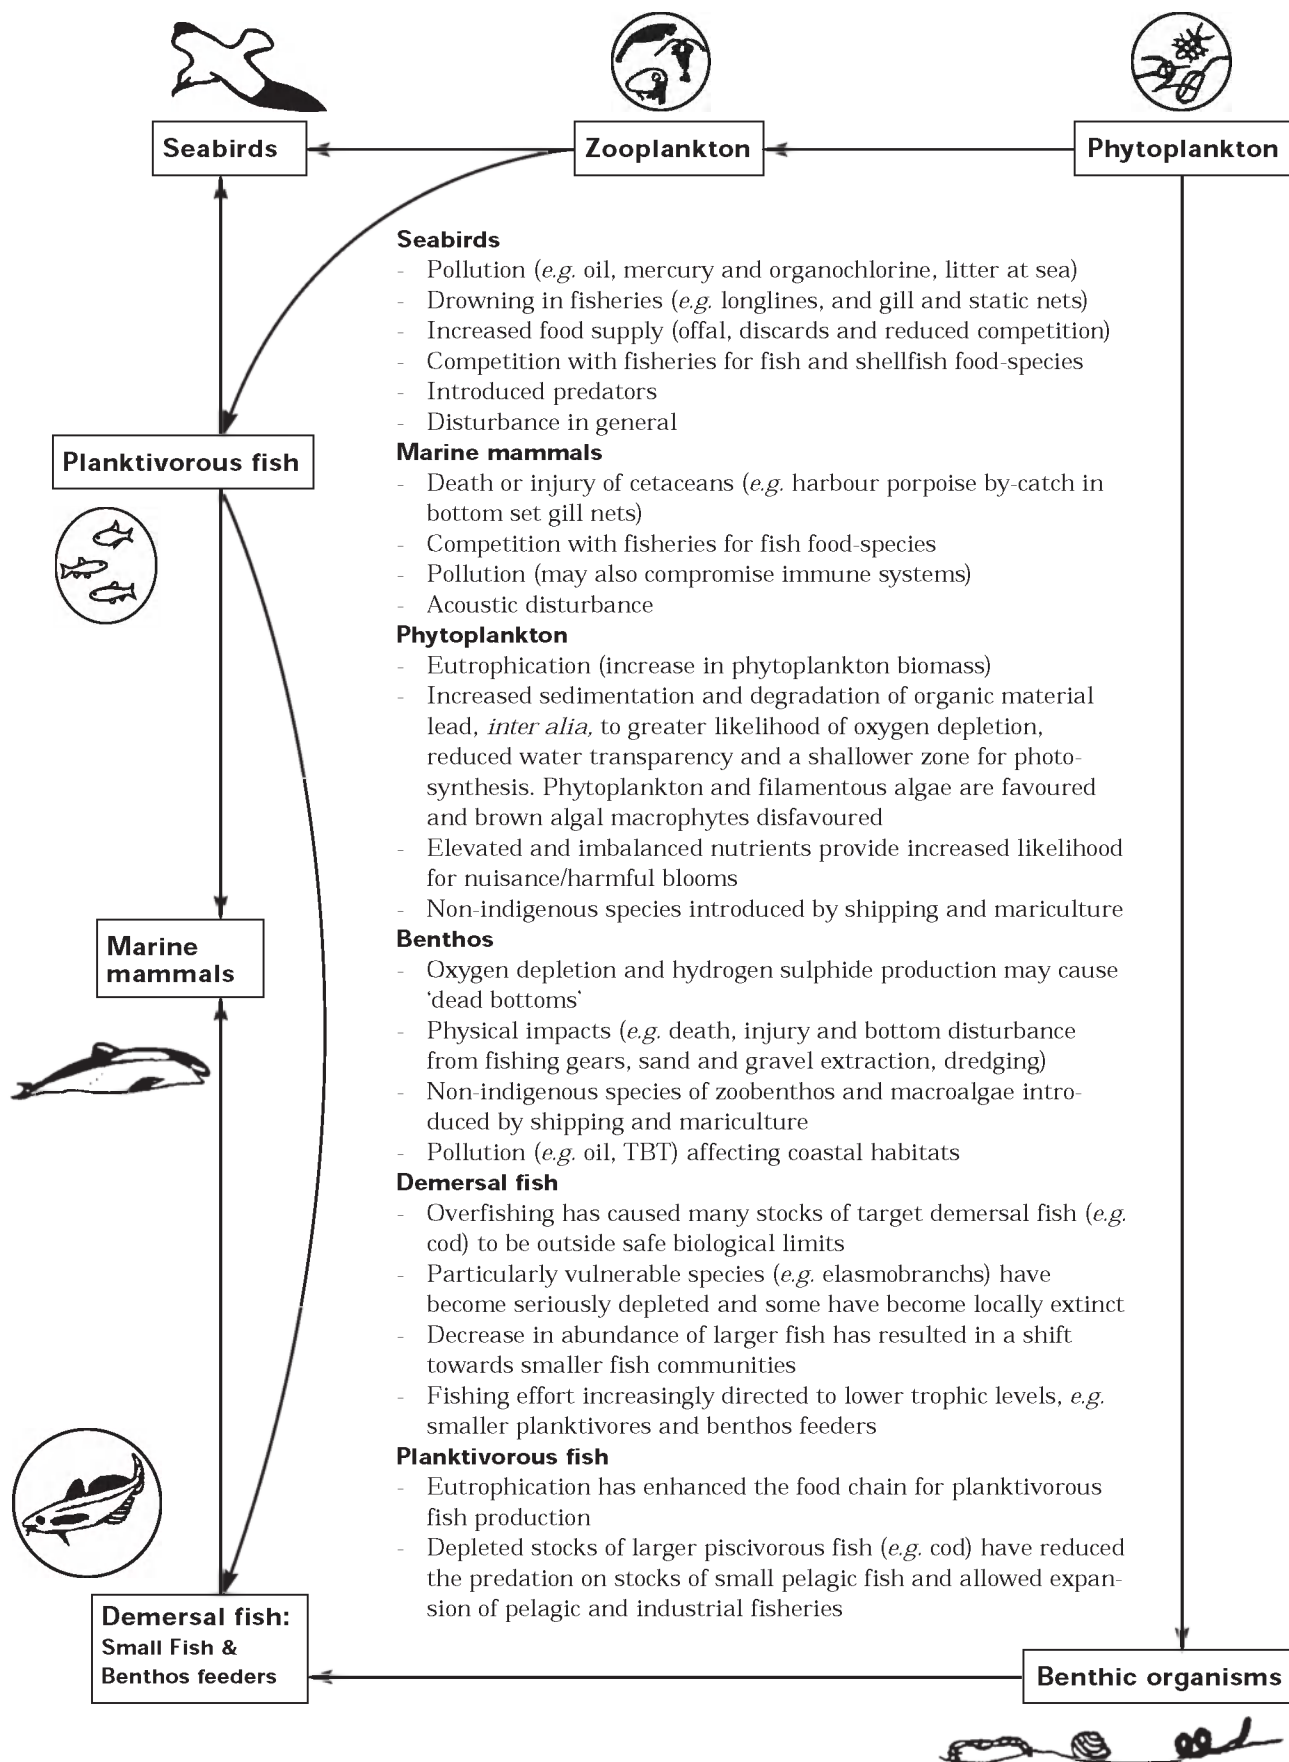 Seabirds
Zooplankton
Phytoplankton
Seabirds
- Pollution (e.g. oil, mercury and organochlorine, litter at sea)
- Drowning in fisheries (e.g. longlines, and gill and static nets)
- Increased food supply (offal, discards and reduced competition)
- Competition with fisheries for fish and shellfish food-species
- Introduced predators
- Disturbance in general
Planktivorous fish
Marine mammals
- Death or injury of cetaceans (e.g. harbour porpoise by-catch in
bottom set gill nets)
- Competition with fisheries for fish food-species
- Pollution (may also compromise immune systems)
- Acoustic disturbance
Phytoplankton
- Eutrophication (increase in phytoplankton biomass)
- Increased sedimentation and degradation of organic material
lead, inter alia, to greater likelihood of oxygen depletion,
reduced water transparency and a shallower zone for photo-
synthesis. Phytoplankton and filamentous algae are favoured
and brown algal macrophytes disfavoured
- Elevated and imbalanced nutrients provide increased likelihood
for nuisance/harmful blooms
- Non-indigenous species introduced by shipping and mariculture
Marine
mammals
Benthos
- Oxygen depletion and hydrogen sulphide production may cause
‘dead bottoms‘
- Physical impacts (e.g. death, injury and bottom disturbance
from fishing gears, sand and gravel extraction, dredging)
- Non-indigenous species of zoobenthos and macroalgae intro-
duced by shipping and mariculture
- Pollution (e.g. oil, TBT) affecting coastal habitats
Demersal fish
- Overfishing has caused many stocks of target demersal fish (e.g.
cod) to be outside safe biological limits
- Particularly vulnerable species (e.g. elasmobranchs) have
become seriously depleted and some have become locally extinct
- Decrease in abundance of larger fish has resulted in a shift
towards smaller fish communities
- Fishing effort increasingly directed to lower trophic levels, e.g.
smaller planktivores and benthos feeders
Planktivorous fish
- Eutrophication has enhanced the food chain for planktivorous
fish production
- Depleted stocks of larger piscivorous fish (e.g. cod) have reduced
the predation on stocks of small pelagic fish and allowed expan-
sion of pelagic and industrial fisheries
Demersal fish:
Small Fish &
Benthos feeders
Benthic organisms